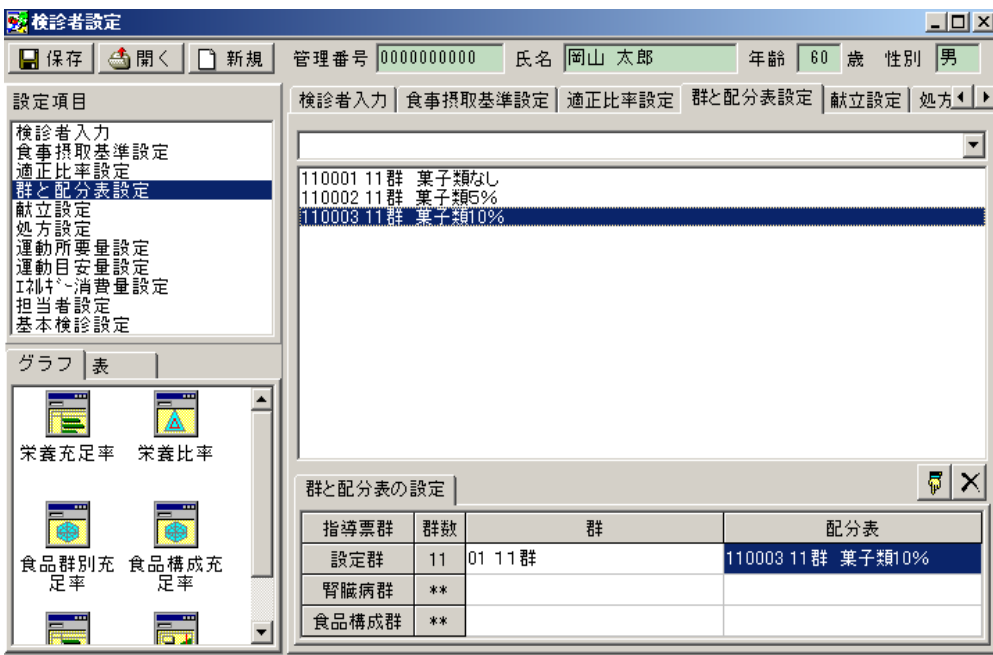 検診者設定
保存 開く 新規 管理番号 0000000000 氏名 岡山 太郎 年齢 60 歳 性別 男
設定項目
検診者入力
食事摂取基準設定
適正比率設定
群と配分表設定
献立設定
処方設定
運動所要量設定
運動目安量設定
ｴﾈﾙｷﾞｰ消費量設定
担当者設定
基本検診設定
グラフ 表
栄養充足率 栄養比率
食品群別充足率 食品構成充足率
検診者入力 食事摂取基準設定 適正比率設定 群と配分表設定 献立設定 処方
110001 11群 菓子類なし
110002 11群 菓子類5%
110003 11群 菓子類10%
群と配分表の設定
指導票群 群数 群 配分表
設定群 11 01 11群 110003 11群 菓子類10%
腎臓病群 **
食品構成群 **